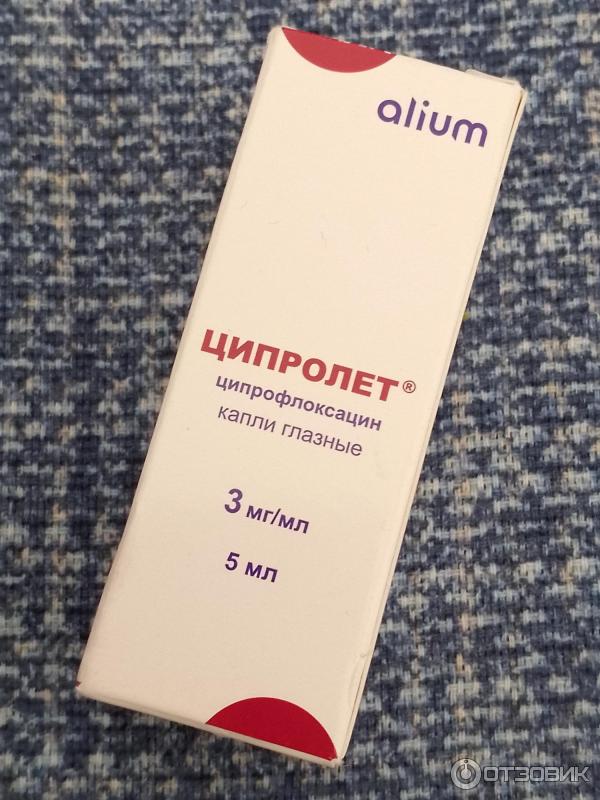 alium
ЦИПРОЛЕТ®
ципрофлоксацин
капли глазные
3 мг/мл
5 мл
ОТЗОВИК